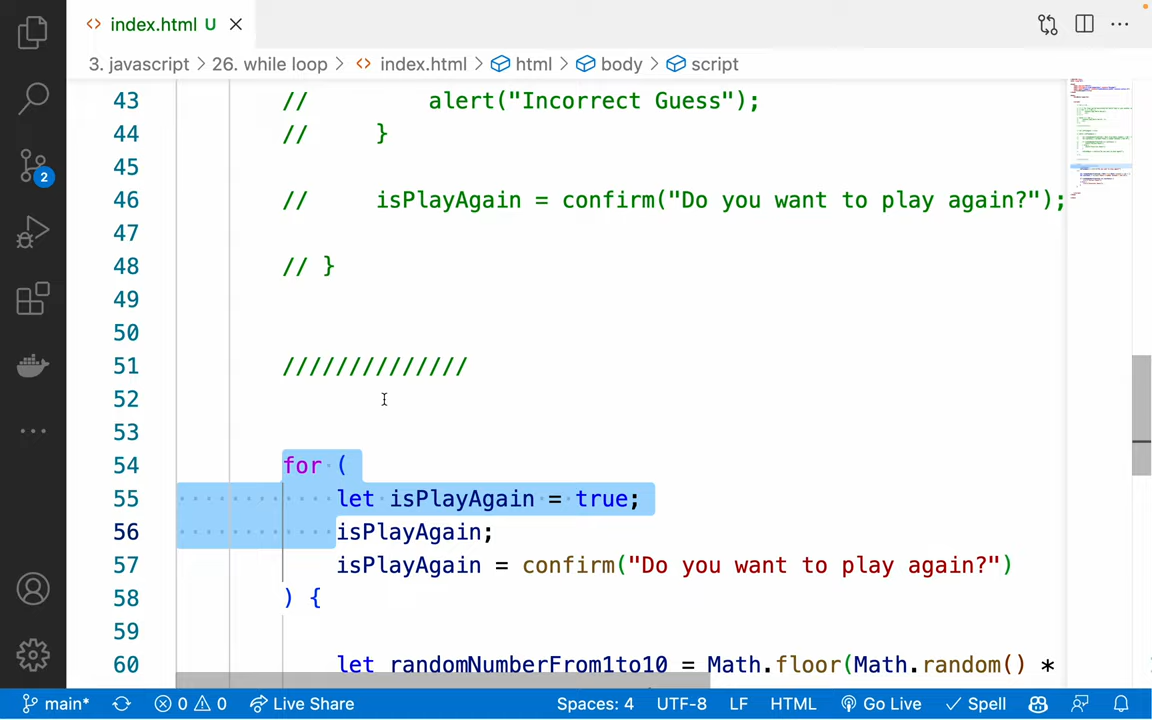 <> index.html U ×
3. javascript > 26. while loop > <> index.html > html > body > script
43 // alert("Incorrect Guess");
44 // }
45
46 // isPlayAgain = confirm("Do you want to play again?");
47
48 // }
49
50
51 //////////////
52
53
54 for (
55 let isPlayAgain = true;
56 isPlayAgain;
57 isPlayAgain = confirm("Do you want to play again?")
58 ) {
59
60 let randomNumberFrom1to10 = Math.floor(Math.random() *
2
main* 0 0 Live Share Spaces: 4 UTF-8 LF HTML Go Live Spell